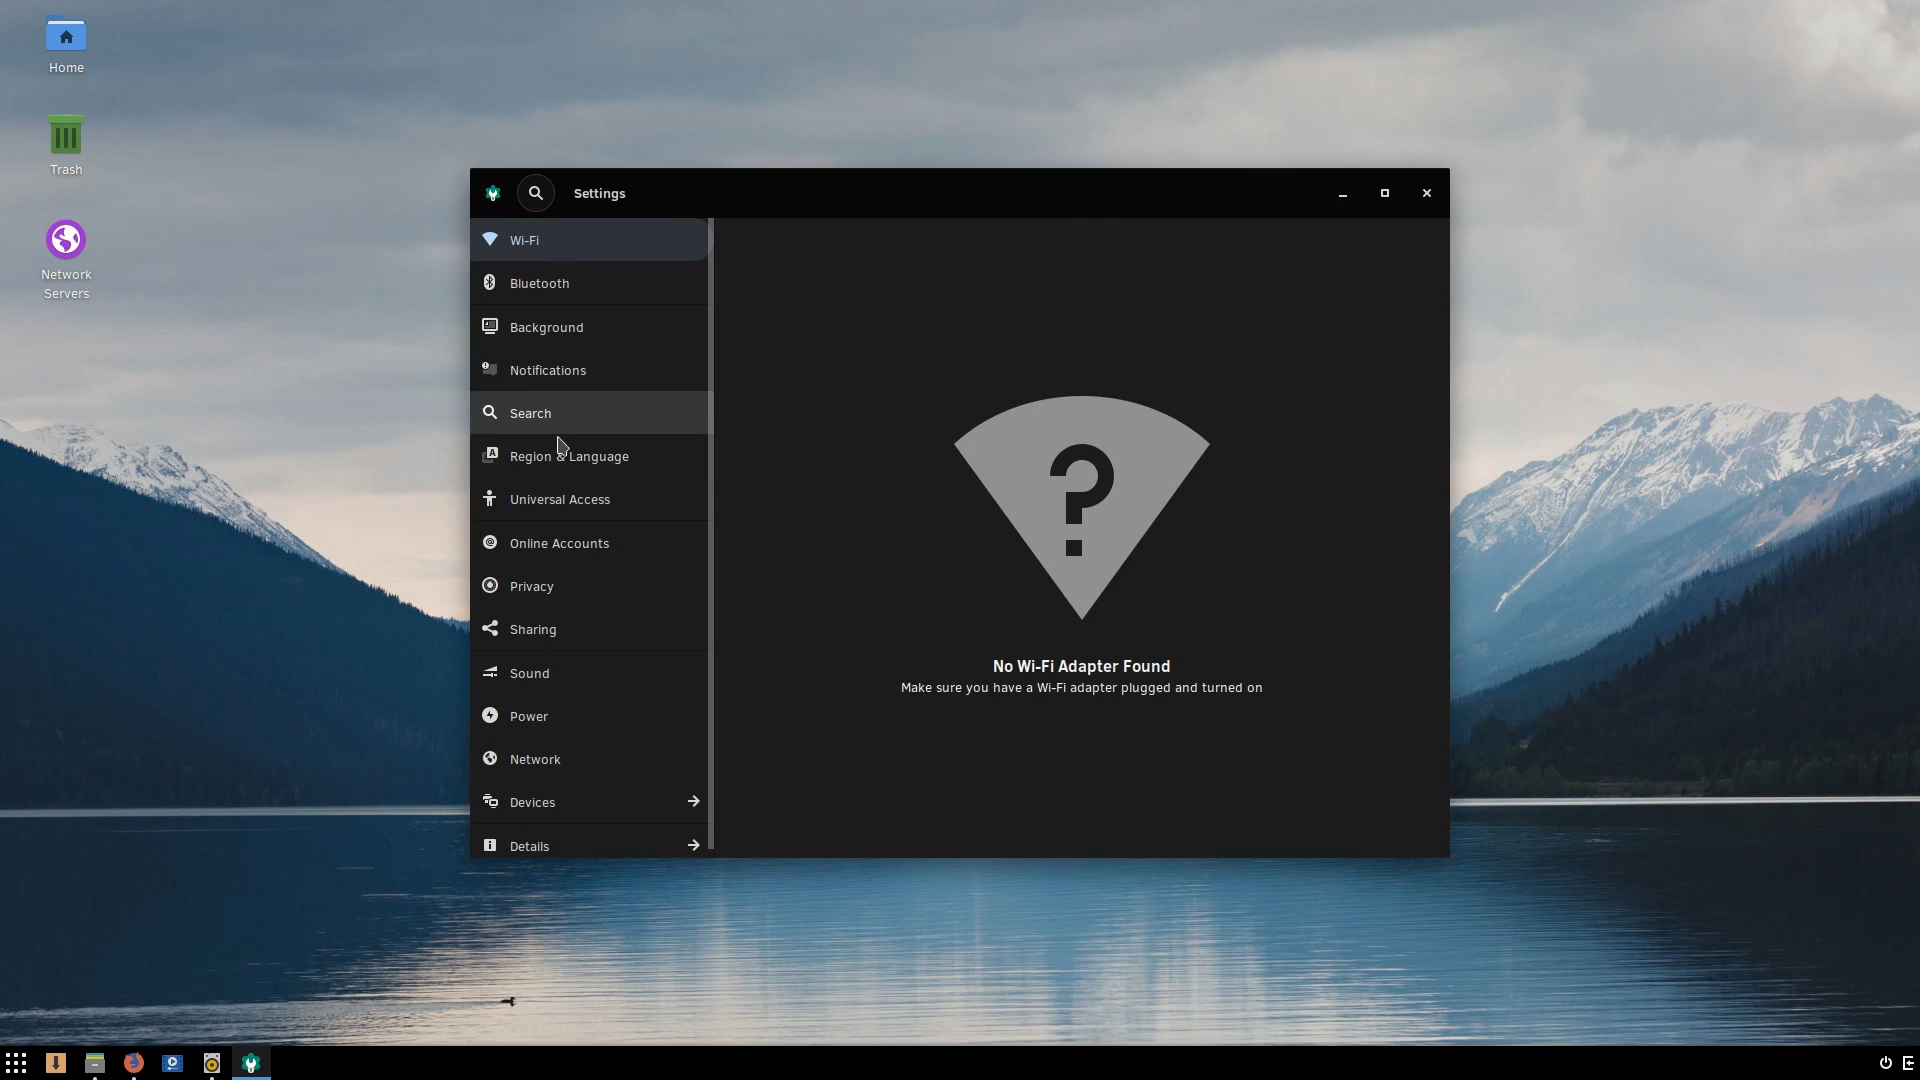 Home
Trash
Network
Servers
Settings
Wi-Fi
Bluetooth
Background
Notifications
Search
Region & Language
Universal Access
Online Accounts
Privacy
Sharing
Sound
Power
Network
Devices
Details
No Wi-Fi Adapter Found
Make sure you have a Wi-Fi adapter plugged and turned on